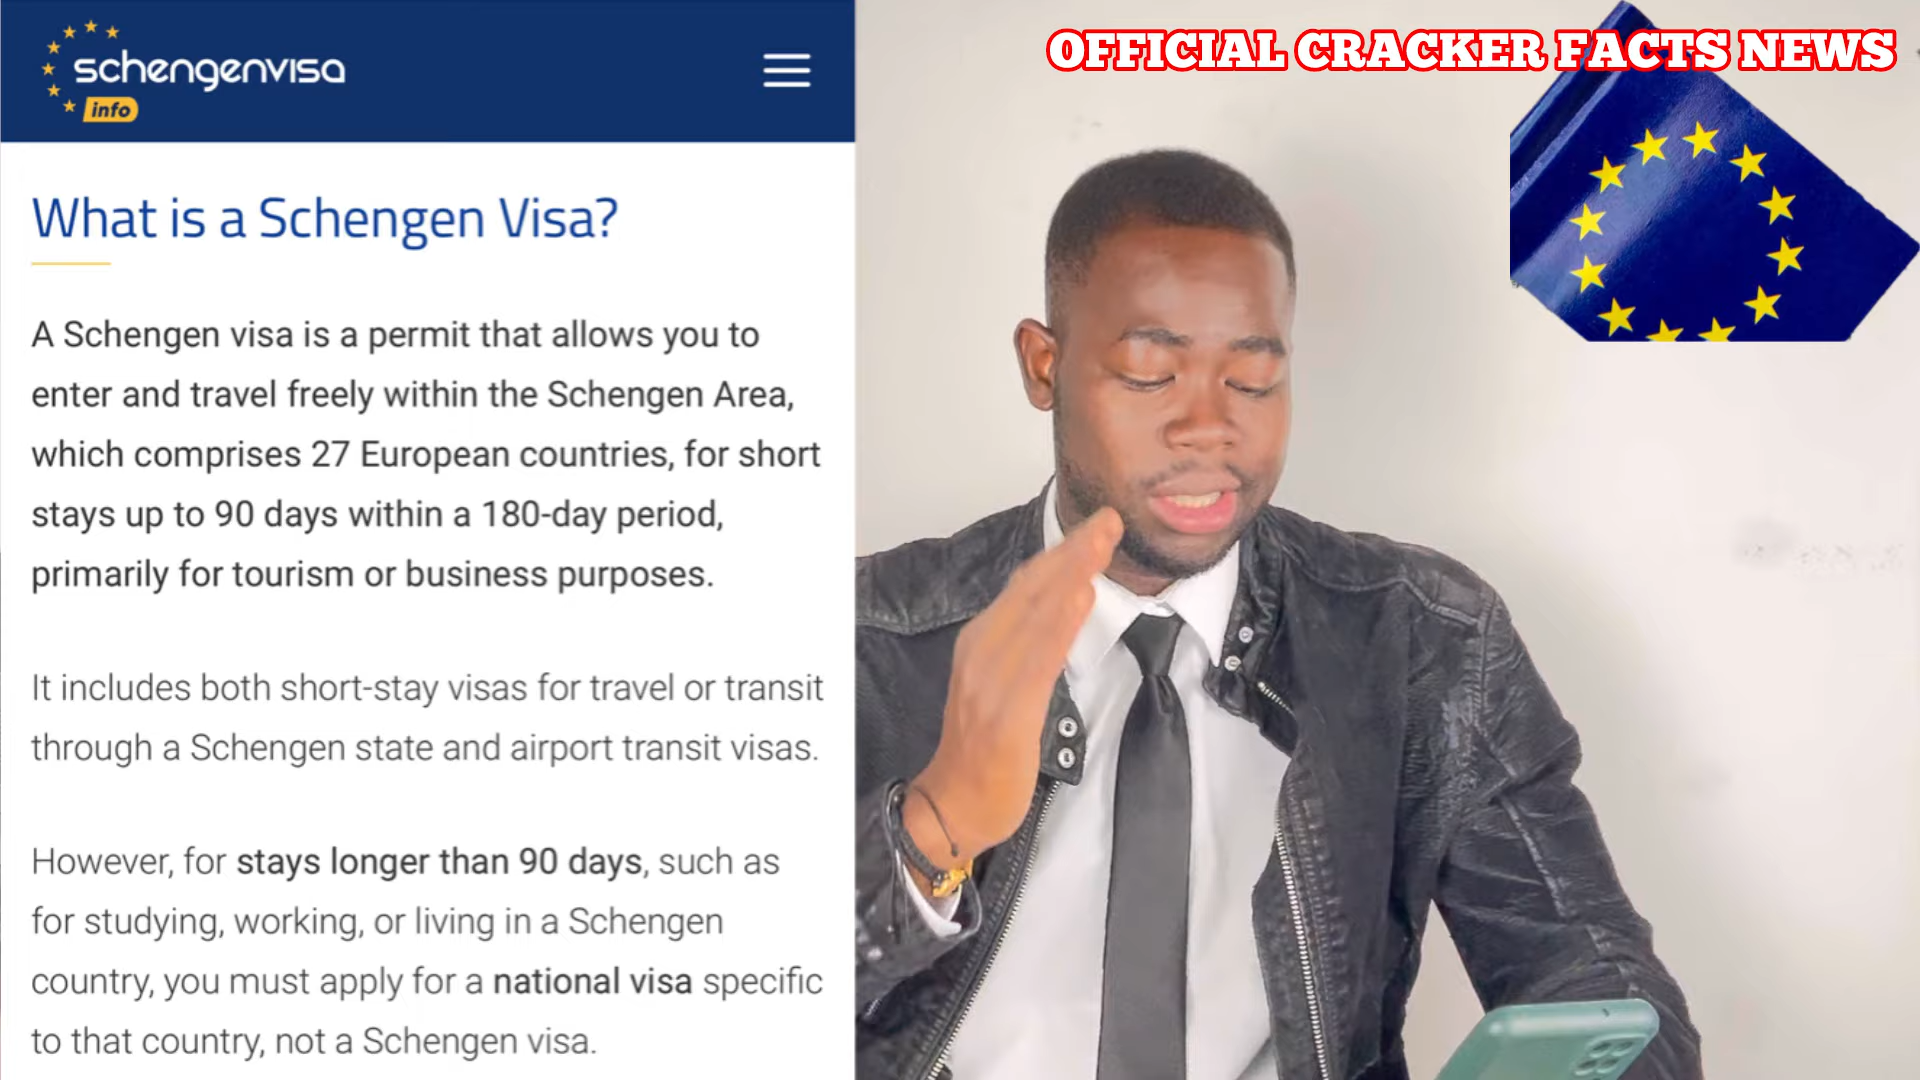 schengenvisa
info
What is a Schengen Visa?
A Schengen visa is a permit that allows you to
enter and travel freely within the Schengen Area,
which comprises 27 European countries, for short
stays up to 90 days within a 180-day period,
primarily for tourism or business purposes.
It includes both short-stay visas for travel or transit
through a Schengen state and airport transit visas.
However, for stays longer than 90 days, such as
for studying, working, or living in a Schengen
country, you must apply for a national visa specific
to that country, not a Schengen visa.
OFFICIAL CRACKER FACTS NEWS